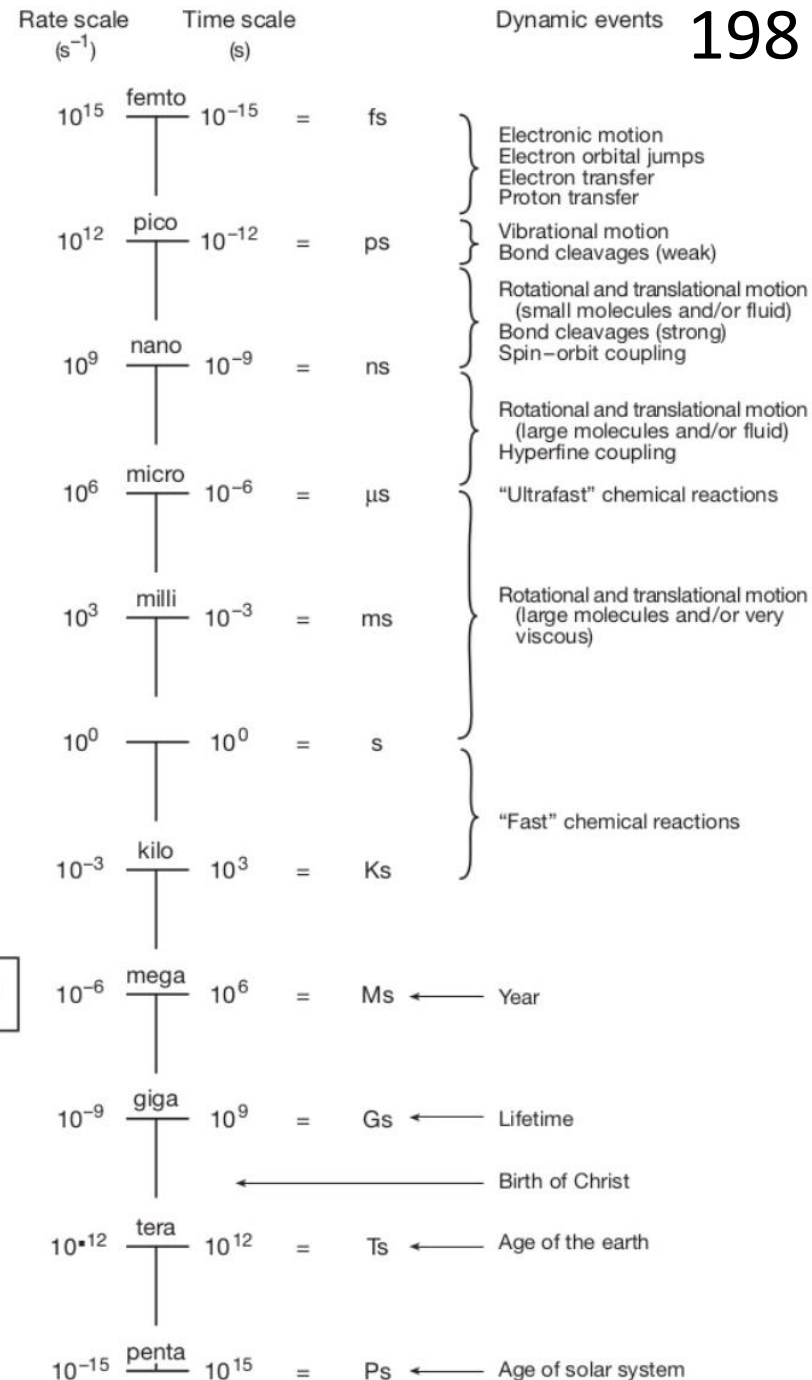 Rate scale Time scale Dynamic events 198
(s⁻¹) (s)
femto
10¹⁵ 10⁻¹⁵ = fs
Electronic motion
Electron orbital jumps
Electron transfer
Proton transfer
pico
10¹² 10⁻¹² = ps
Vibrational motion
Bond cleavages (weak)
Rotational and translational motion
(small molecules and/or fluid)
Bond cleavages (strong)
Spin–orbit coupling
nano
10⁹ 10⁻⁹ = ns
Rotational and translational motion
(large molecules and/or fluid)
Hyperfine coupling
micro
10⁶ 10⁻⁶ = μs “Ultrafast” chemical reactions
milli
10³ 10⁻³ = ms
Rotational and translational motion
(large molecules and/or very
viscous)
10⁰ 10⁰ = s
“Fast” chemical reactions
kilo
10⁻³ 10³ = Ks
mega
10⁻⁶ 10⁶ = Ms Year
giga
10⁻⁹ 10⁹ = Gs Lifetime
Birth of Christ
tera
10▪¹² 10¹² = Ts Age of the earth
penta
10⁻¹⁵ 10¹⁵ = Ps Age of solar system